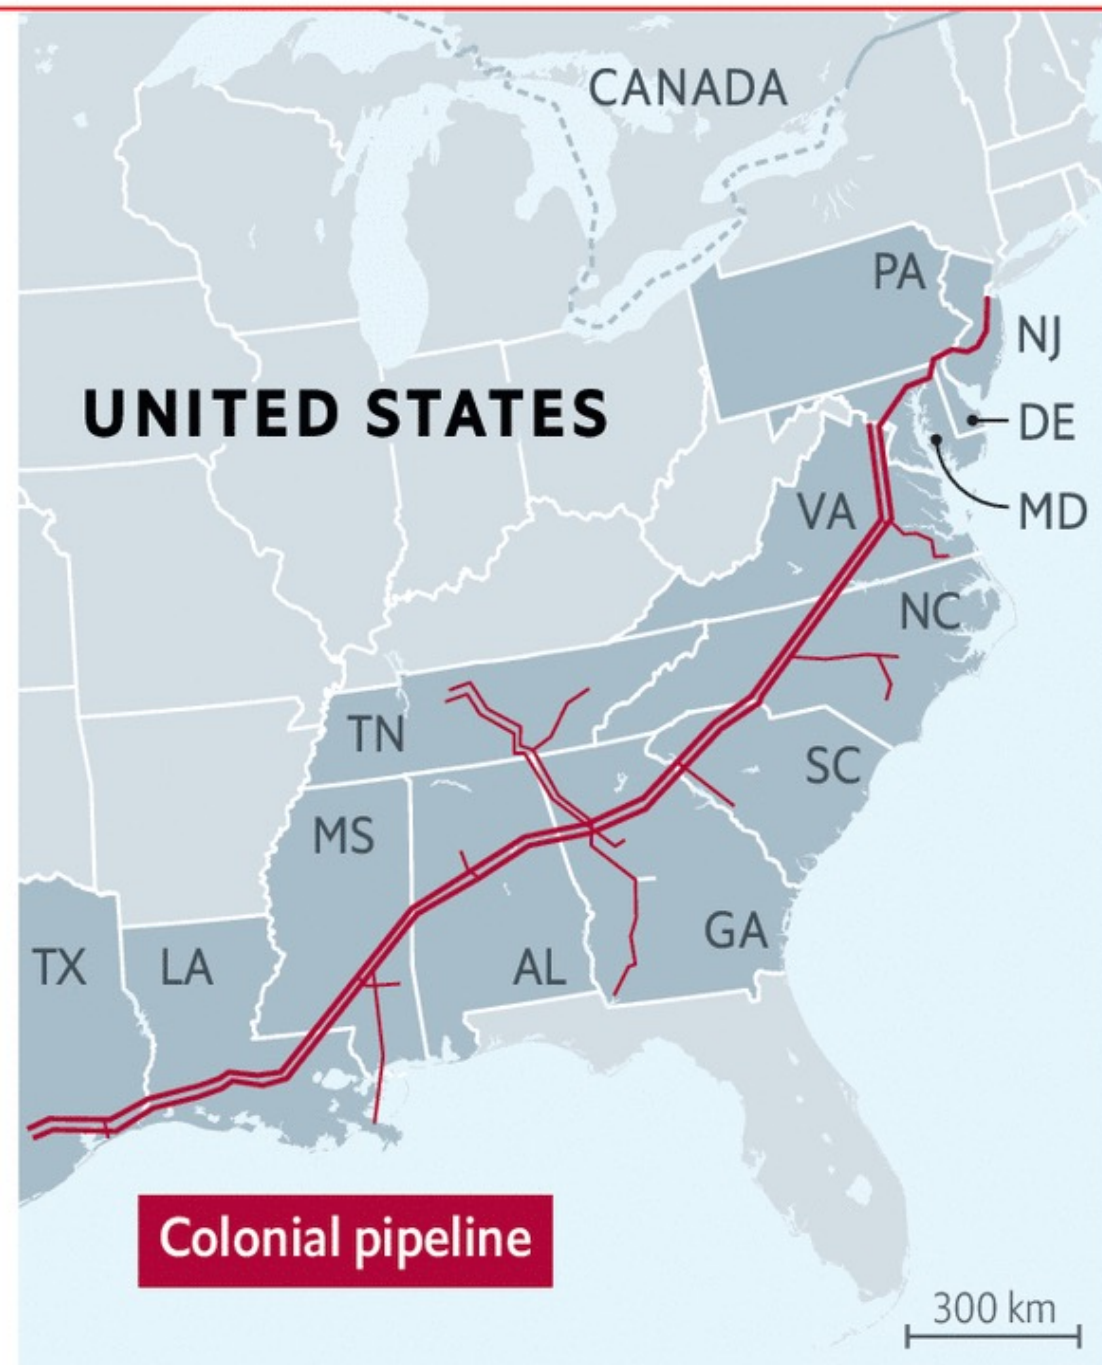 CANADA
PA
NJ
UNITED STATES
DE
VA
MD
NC
TN
SC
MS
GA
TX
LA
AL
Colonial pipeline
300 km